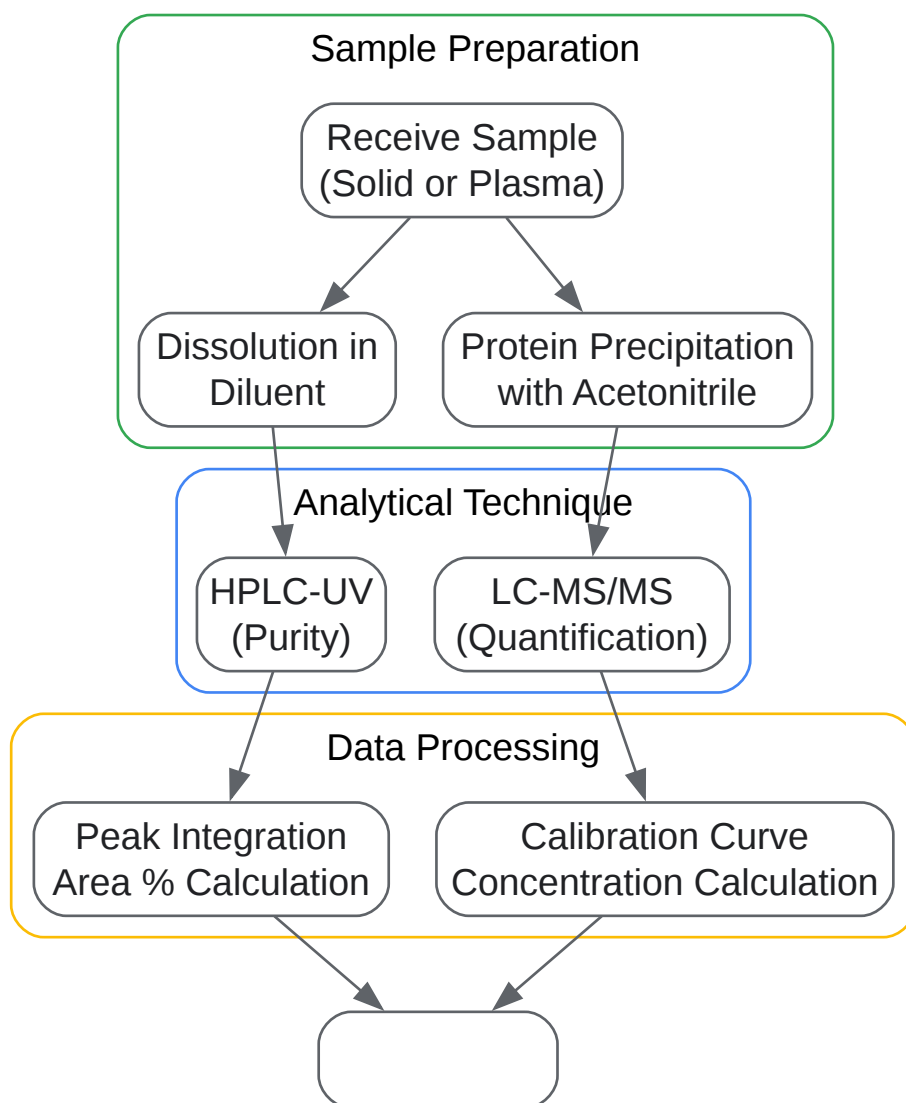 Sample Preparation
Receive Sample
(Solid or Plasma)
Dissolution in
Diluent
Protein Precipitation
with Acetonitrile
Analytical Technique
HPLC-UV
(Purity)
LC-MS/MS
(Quantification)
Data Processing
Peak Integration
Area % Calculation
Calibration Curve
Concentration Calculation